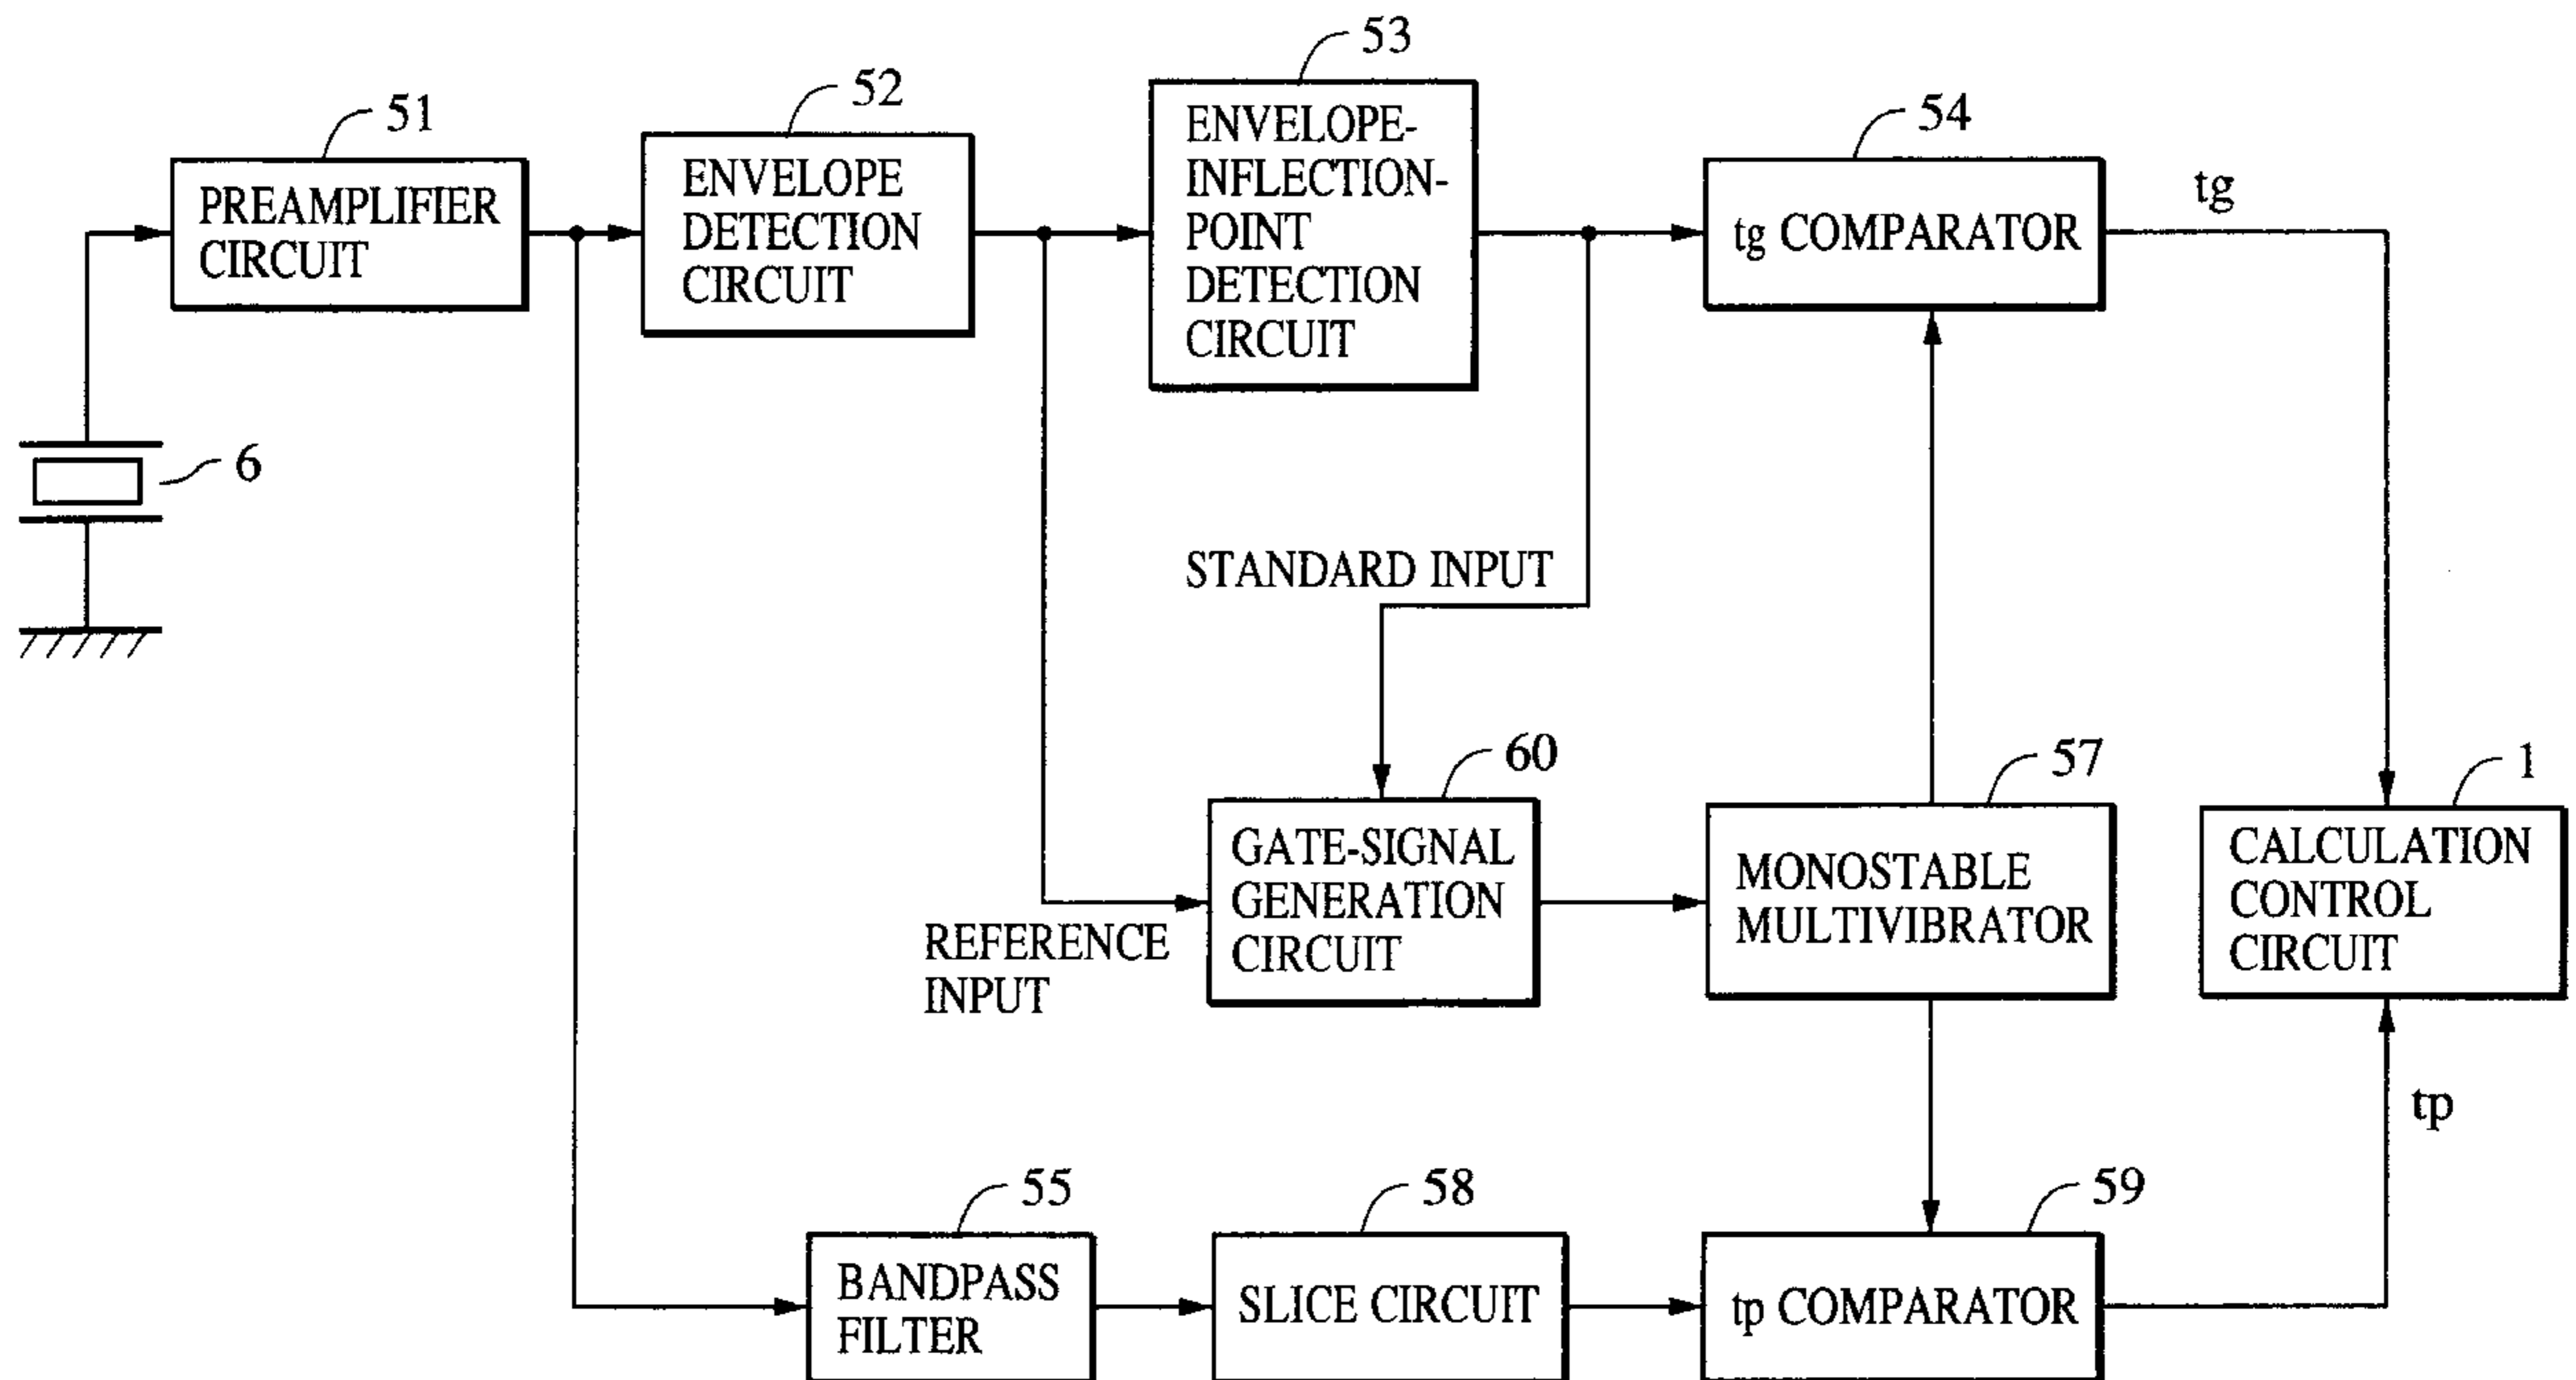 53
52
51
54
ENVELOPE-
INFLECTION-
POINT
DETECTION
CIRCUIT
ENVELOPE
DETECTION
CIRCUIT
PREAMPLIFIER
CIRCUIT
tg COMPARATOR
tg
6
STANDARD INPUT
60
57
1
GATE-SIGNAL
GENERATION
CIRCUIT
MONOSTABLE
MULTIVIBRATOR
CALCULATION
CONTROL
CIRCUIT
REFERENCE
INPUT
tp
55
58
59
BANDPASS
FILTER
SLICE CIRCUIT
tp COMPARATOR